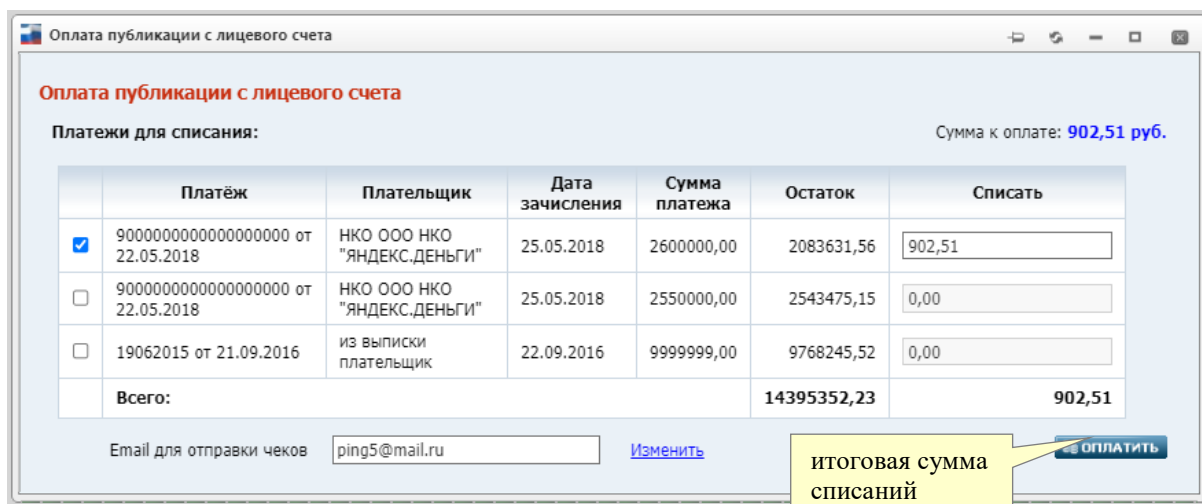 Оплата публикации с лицевого счета
Оплата публикации с лицевого счета
Платежи для списания:
Сумма к оплате: 902,51 руб.
Платёж Плательщик Дата зачисления Сумма платежа Остаток Списать
9000000000000000000 от 22.05.2018 НКО ООО НКО "ЯНДЕКС.ДЕНЬГИ" 25.05.2018 2600000,00 2083631,56 902,51
9000000000000000000 от 22.05.2018 НКО ООО НКО "ЯНДЕКС.ДЕНЬГИ" 25.05.2018 2550000,00 2543475,15 0,00
19062015 от 21.09.2016 из выписки плательщик 22.09.2016 9999999,00 9768245,52 0,00
Всего: 14395352,23 902,51
Email для отправки чеков ping5@mail.ru Изменить ОПЛАТИТЬ
итоговая сумма
списаний